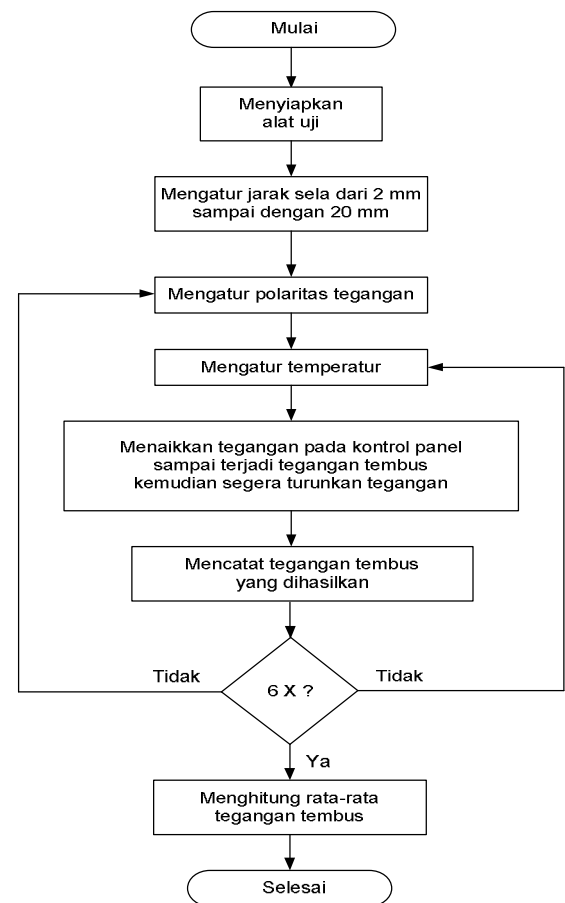 Mulai
Menyiapkan
alat uji
Mengatur jarak sela dari 2 mm
sampai dengan 20 mm
Mengatur polaritas tegangan
Mengatur temperatur
Menaikkan tegangan pada kontrol panel
sampai terjadi tegangan tembus
kemudian segera turunkan tegangan
Mencatat tegangan tembus
yang dihasilkan
Tidak
6 X ?
Tidak
Ya
Menghitung rata-rata
tegangan tembus
Selesai